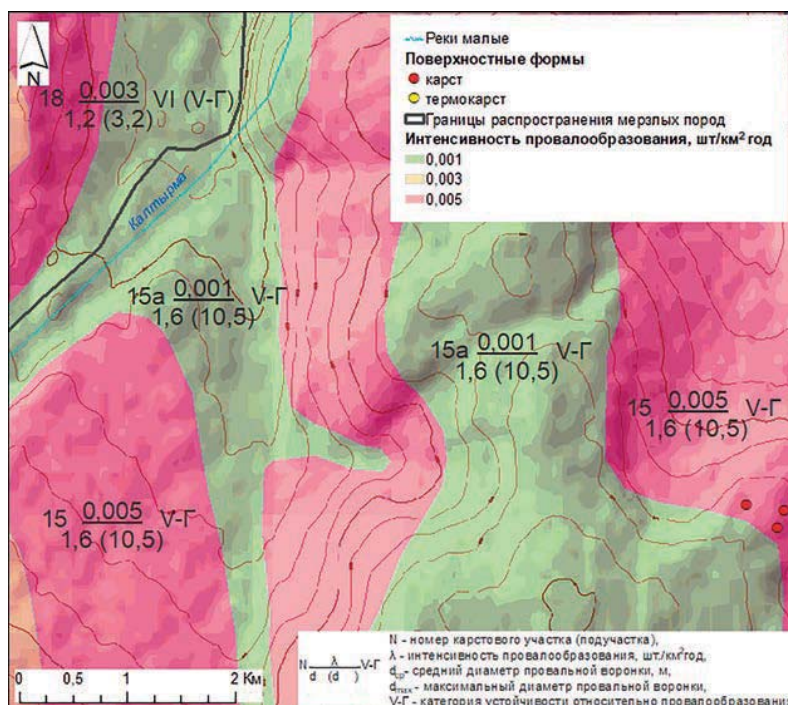 N
Реки малые
Поверхностные формы
карст
термокарст
Границы распространения мерзлых пород
Интенсивность провалообразования, шт/км² год
0,001
0,003
0,005
18 0,003 VI (V-Г)
1,2 (3,2)
Калтырма
15а 0,001 V-Г
1,6 (10,5)
15а 0,001 V-Г
1,6 (10,5)
15 0,005 V-Г
1,6 (10,5)
15 0,005 V-Г
1,6 (10,5)
0 0,5 1 2 Км
N λ V-Г
d (d )
N - номер карстового участка (подучастка),
λ - интенсивность провалообразования, шт./км²год,
dср- средний диаметр провальной воронки, м,
dmax - максимальный диаметр провальной воронки,
V-Г - категория устойчивости относительно провалообразования